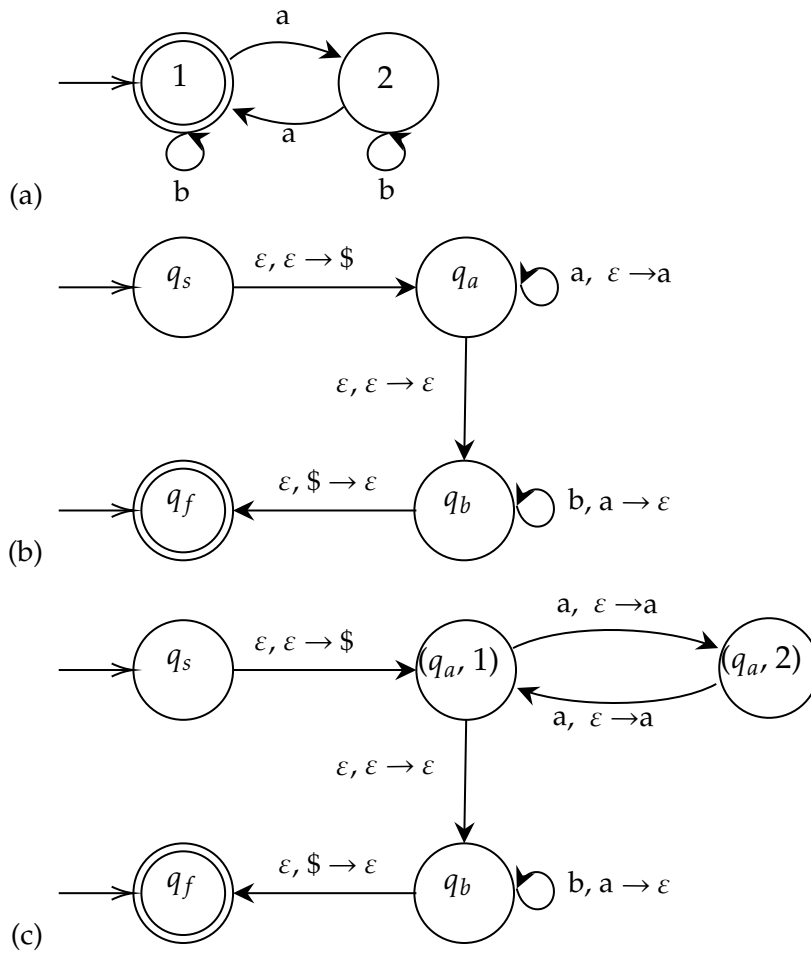 a
1 2
a
b b
(a)
q_s ε, ε → $ q_a a, ε →a
ε, ε → ε
q_f ε, $ → ε q_b b, a → ε
(b)
a, ε →a
q_s ε, ε → $ (q_a, 1) (q_a, 2)
a, ε →a
ε, ε → ε
q_f ε, $ → ε q_b b, a → ε
(c)